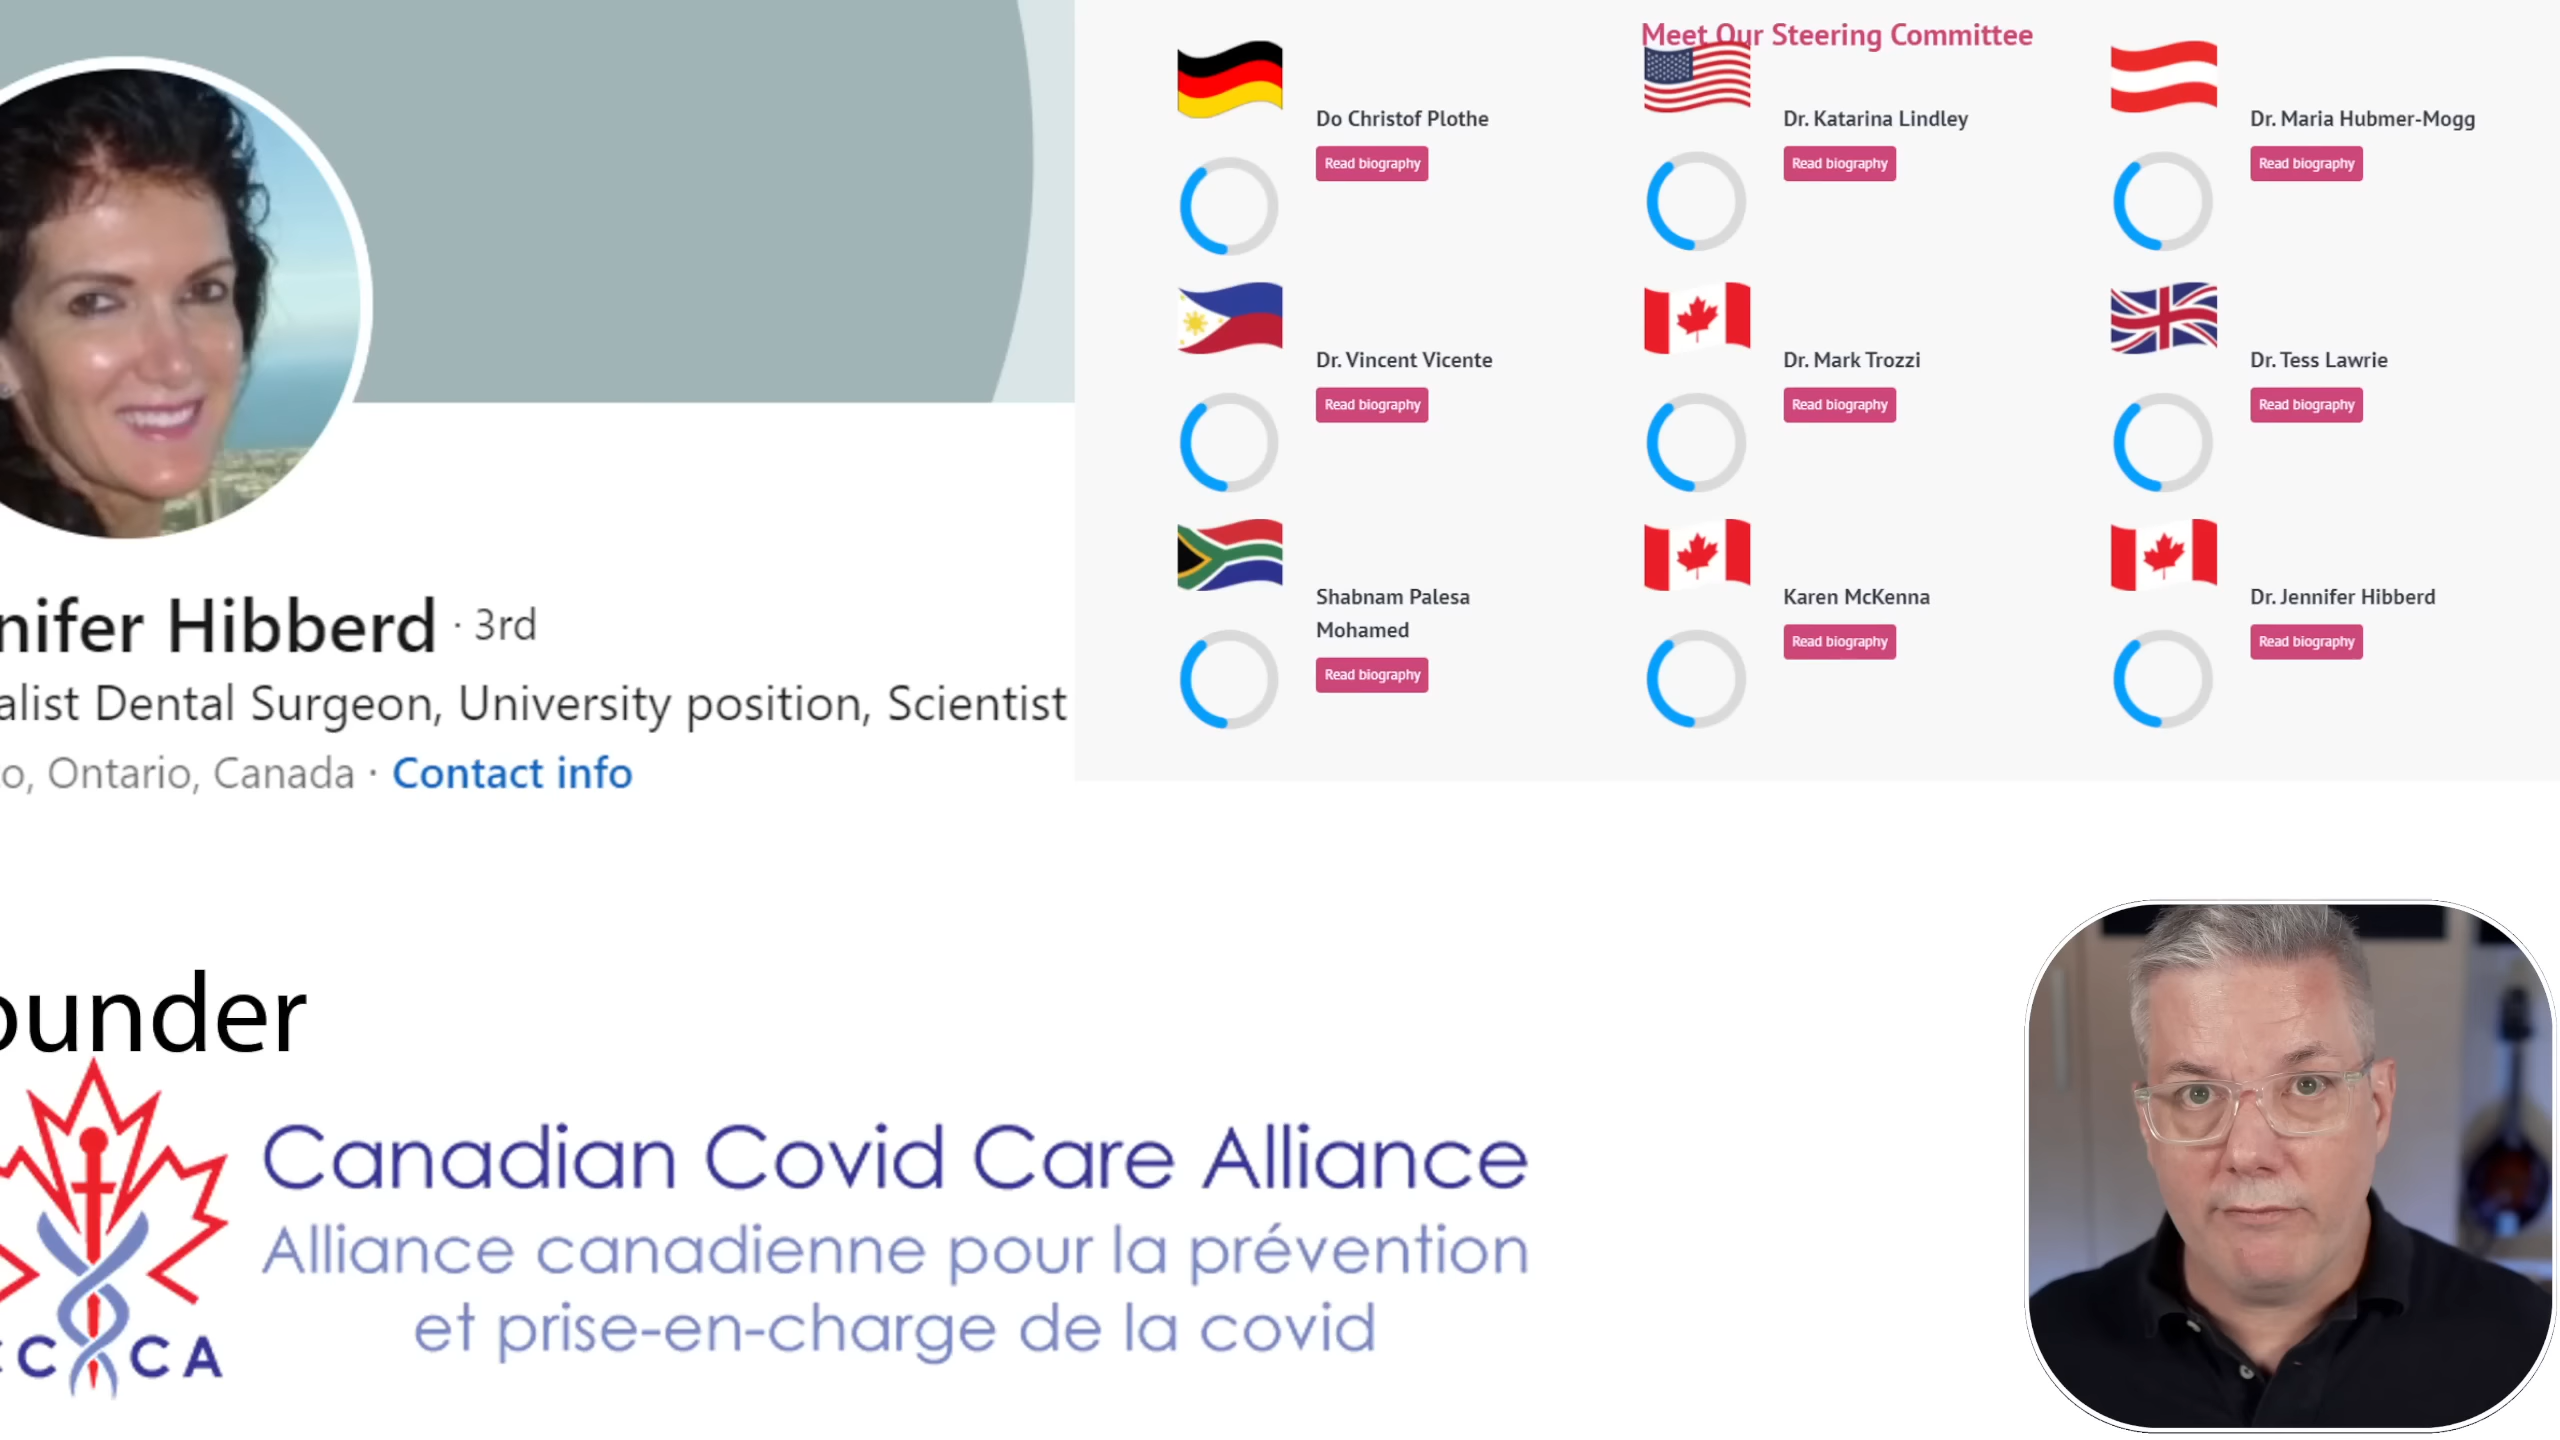 nifer Hibberd · 3rd
alist Dental Surgeon, University position, Scientist
o, Ontario, Canada · Contact info
Meet Our Steering Committee
Do Christof Plothe
Read biography
Dr. Katarina Lindley
Read biography
Dr. Maria Hubmer-Mogg
Read biography
Dr. Vincent Vicente
Read biography
Dr. Mark Trozzi
Read biography
Dr. Tess Lawrie
Read biography
Shabnam Palesa
Mohamed
Read biography
Karen McKenna
Read biography
Dr. Jennifer Hibberd
Read biography
ounder
CCCA
Canadian Covid Care Alliance
Alliance canadienne pour la prévention
et prise-en-charge de la covid